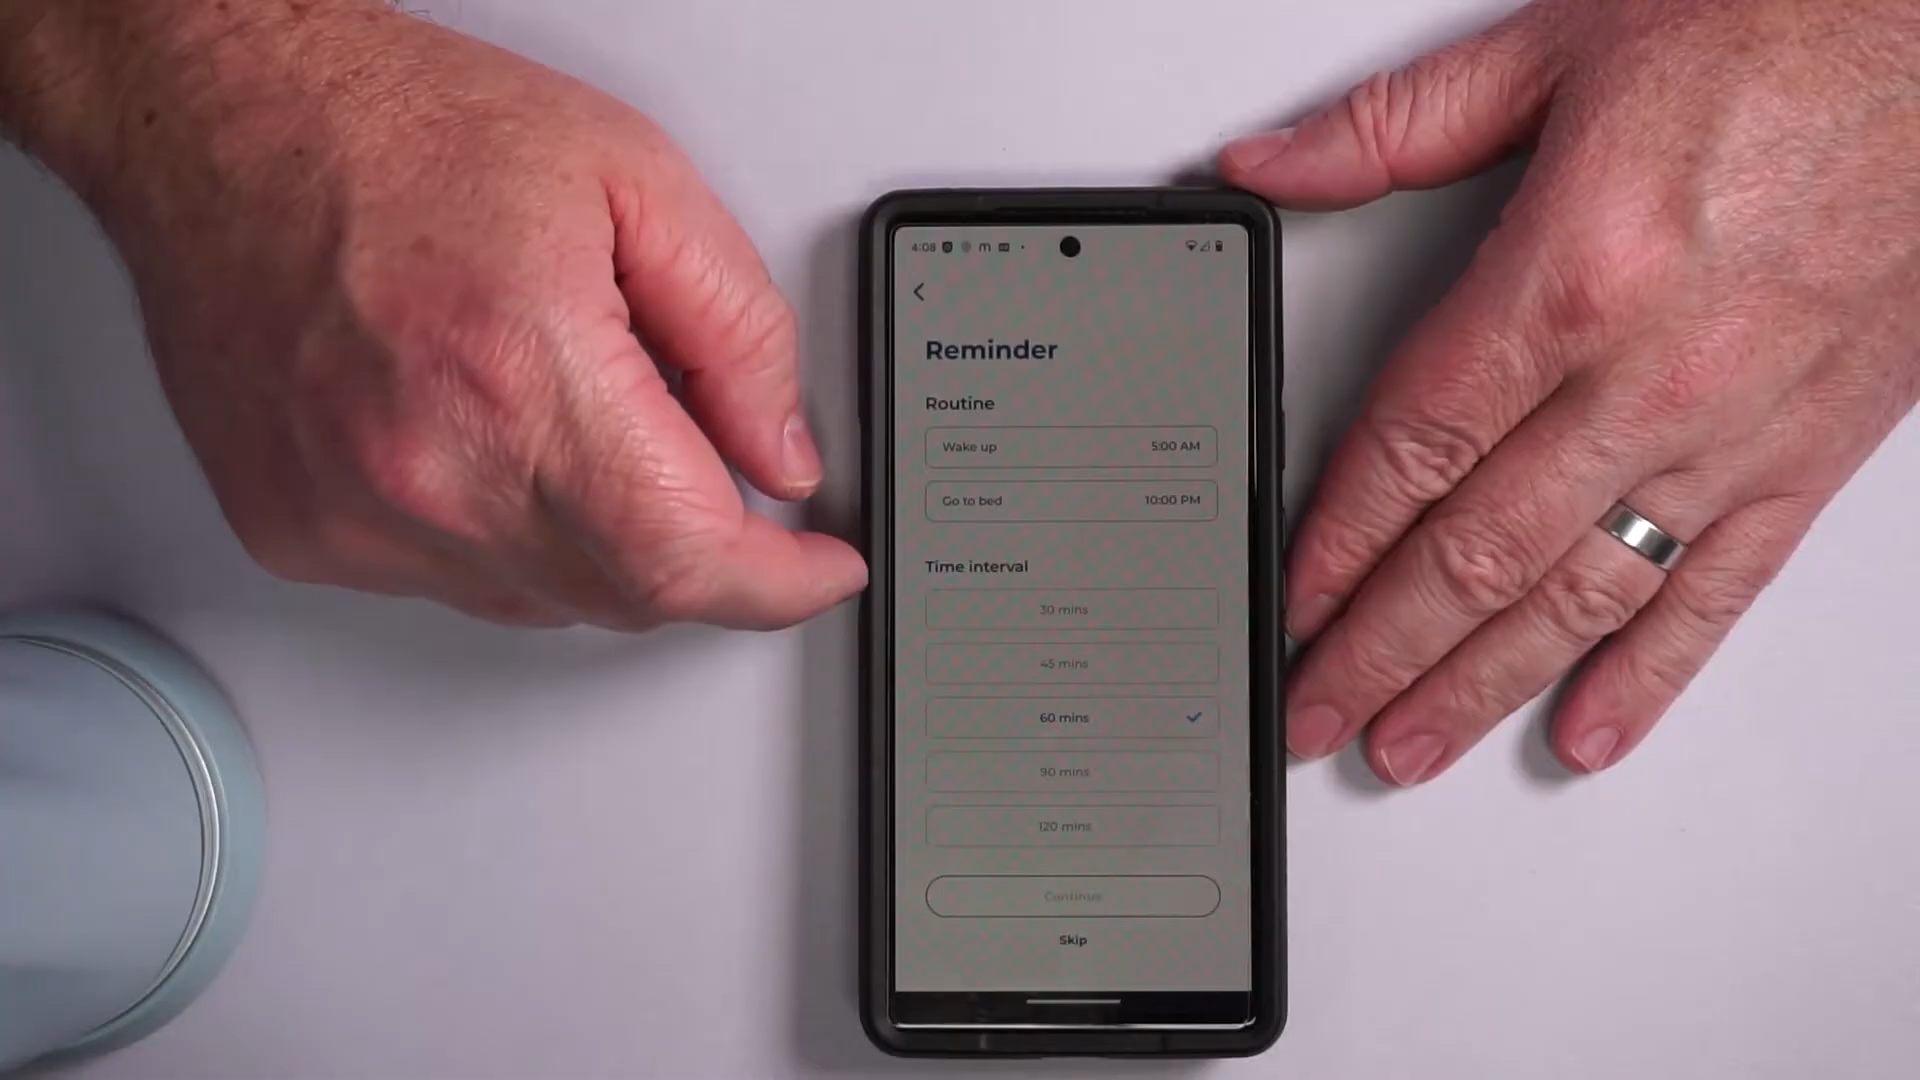 4:08 m
Reminder
Routine
Wake up 5:00 AM
Go to bed 10:00 PM
Time interval
30 mins
45 mins
60 mins
90 mins
120 mins
Continue
Skip